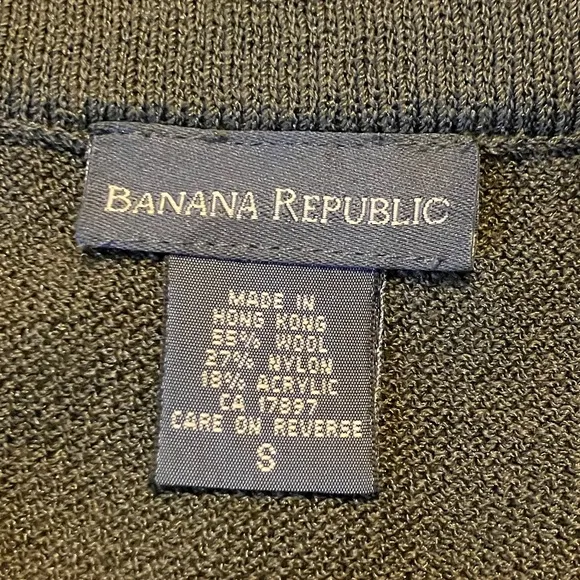 BANANA REPUBLIC
MADE IN
HONG KONG
55% WOOL
27% NYLON
18% ACRYLIC
CA 17897
CARE ON REVERSE
S